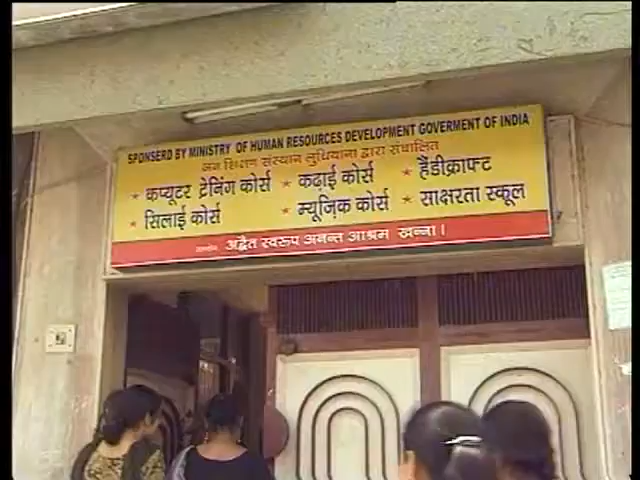 SPONSERD BY MINISTRY OF HUMAN RESOURCES DEVELOPMENT GOVERMENT OF INDIA
जन शिक्षण संस्थान लुधियाना द्वारा संचालित
★ कम्प्यूटर ट्रेनिंग कोर्स ★ कढ़ाई कोर्स ★ हैंडीक्राफ्ट
★ सिलाई कोर्स ★ म्यूज़िक कोर्स ★ साक्षरता स्कूल
अद्वैत स्वरूप अनन्त आश्रम खन्ना।